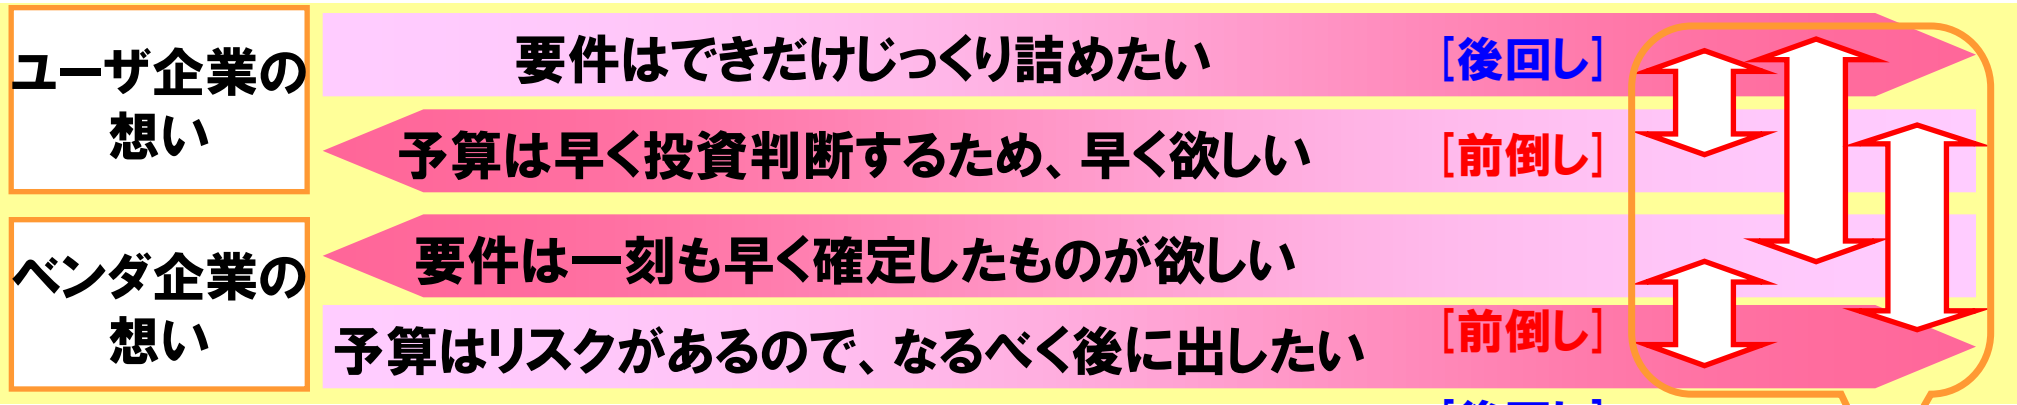 ユーザ企業の
想い
要件はできだけじっくり詰めたい
[後回し]
予算は早く投資判断するため、早く欲しい
[前倒し]
ベンダ企業の
想い
要件は一刻も早く確定したものが欲しい
[前倒し]
予算はリスクがあるので、なるべく後に出したい